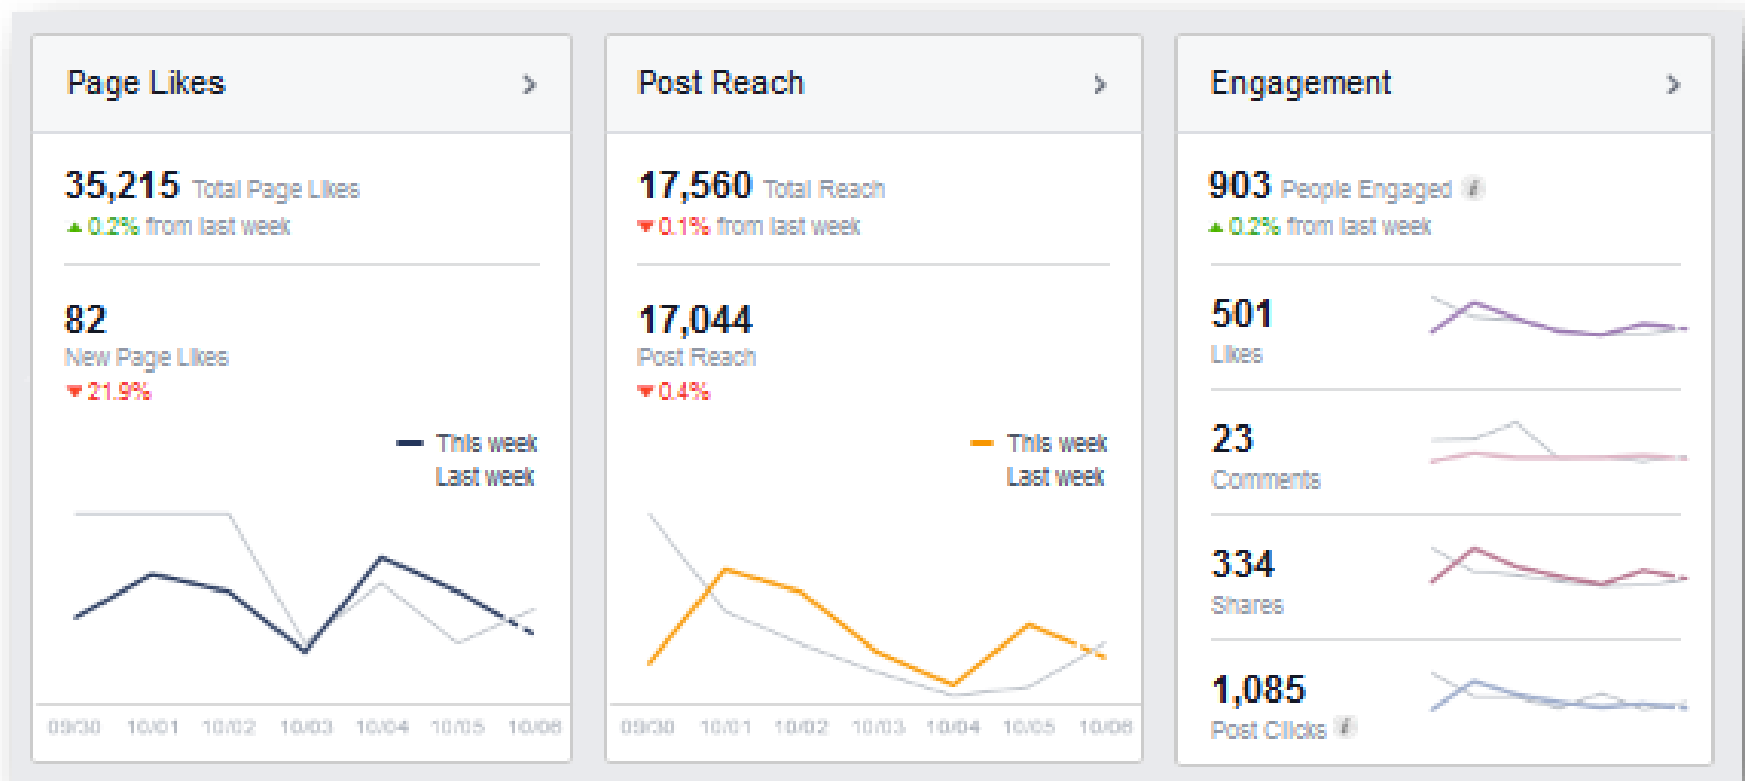 Page Likes
35,215 Total Page Likes
0.2% from last week
82
New Page Likes
21.9%
This week
Last week
09/30 10/01 10/02 10/03 10/04 10/05 10/06
Post Reach
17,560 Total Reach
0.1% from last week
17,044
Post Reach
0.4%
This week
Last week
09/30 10/01 10/02 10/03 10/04 10/05 10/06
Engagement
903 People Engaged i
0.2% from last week
501
Likes
23
Comments
334
Shares
1,085
Post Clicks i